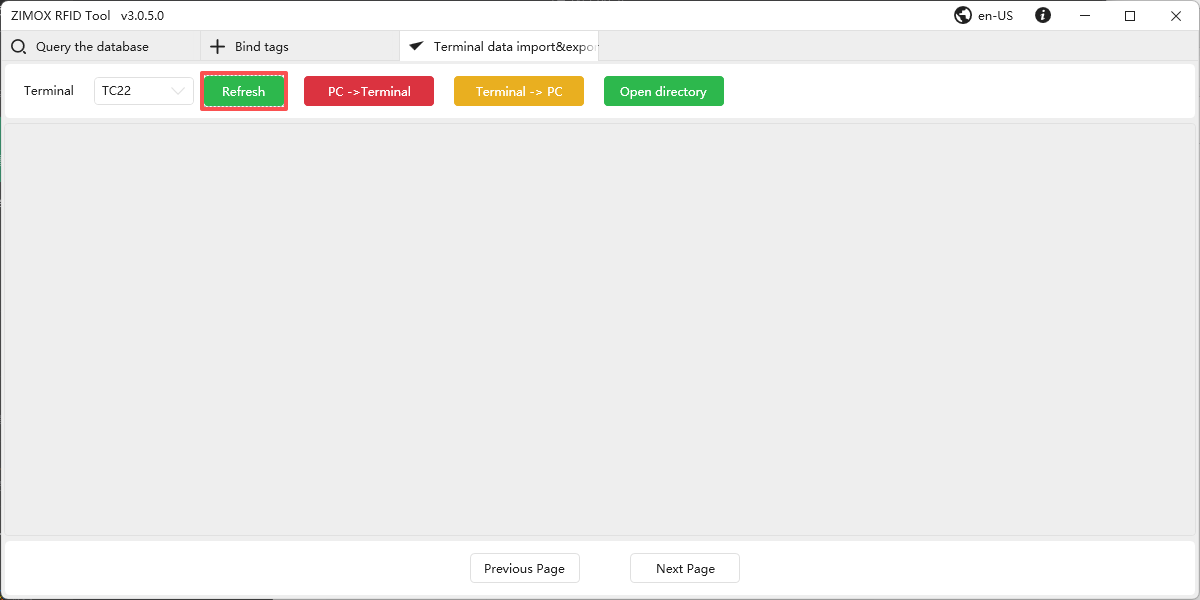 ZIMOX RFID Tool v3.0.5.0 en-US
Query the database Bind tags Terminal data import&expor
Terminal TC22 Refresh PC ->Terminal Terminal -> PC Open directory
Previous Page Next Page